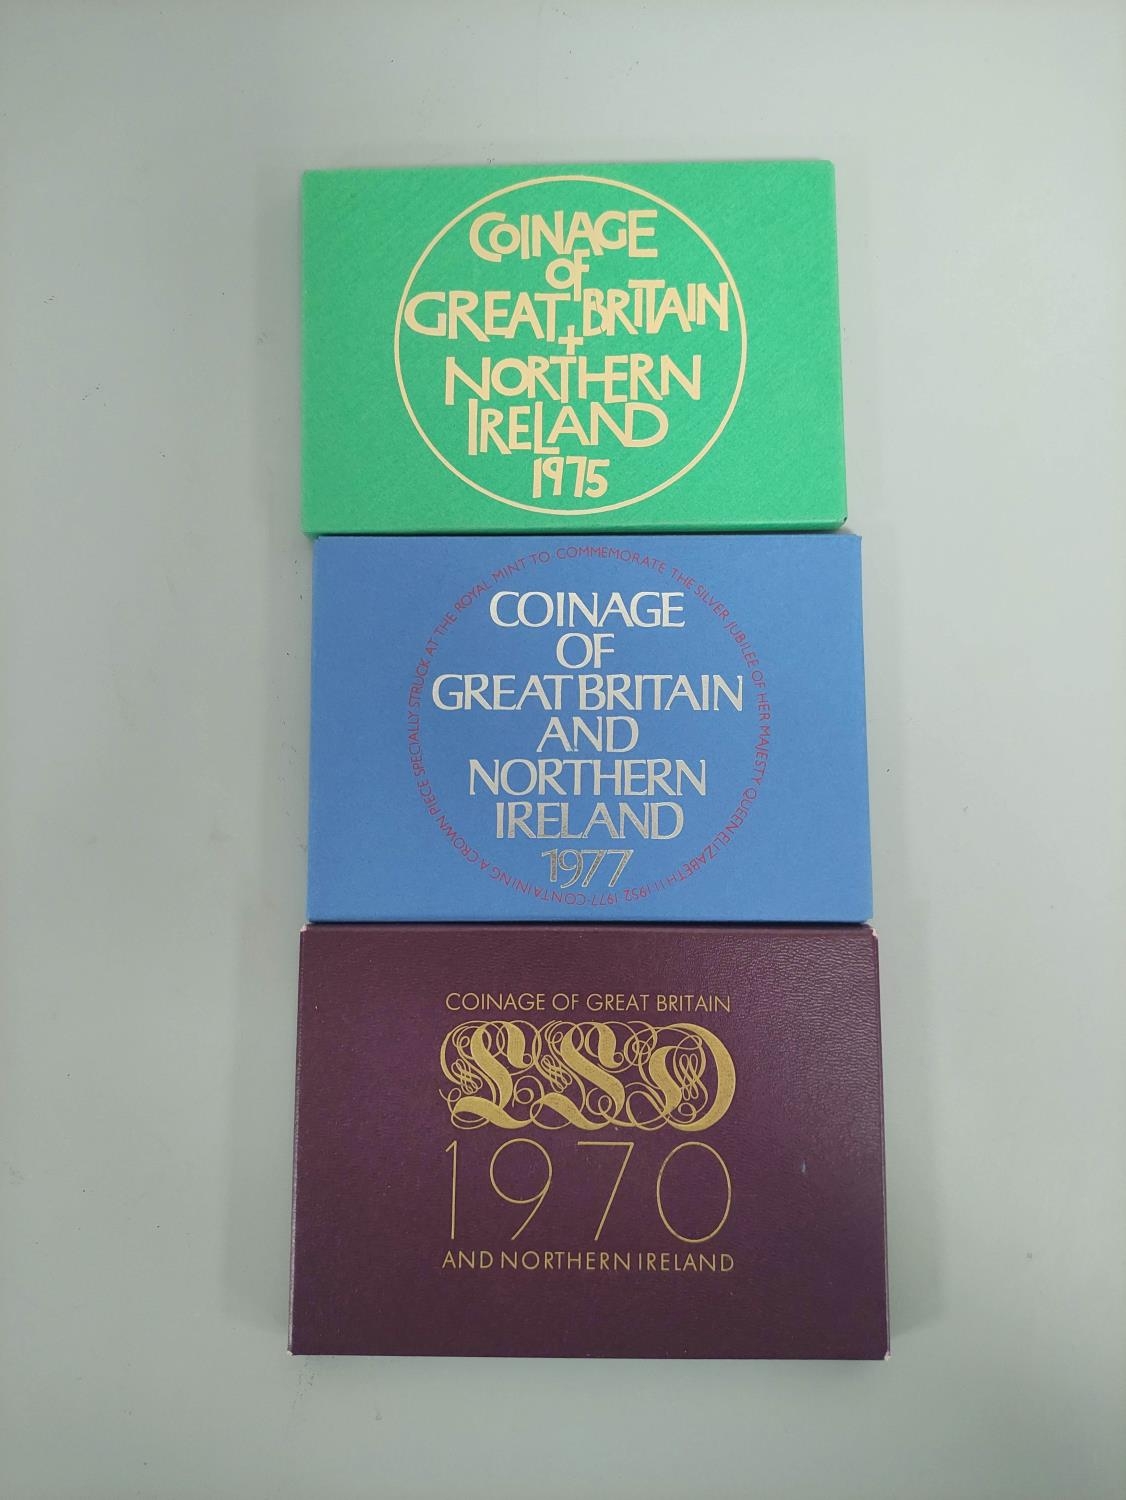 COINAGE
OF
GREAT BRITAIN
+
NORTHERN
IRELAND
1975
CONTAINING A CROWN PIECE SPECIALLY STRUCK AT THE ROYAL MINT TO COMMEMORATE THE SILVER JUBILEE OF HER MAJESTY QUEEN ELIZABETH II·1952 1977·
COINAGE
OF
GREAT BRITAIN
AND
NORTHERN
IRELAND
1977
COINAGE OF GREAT BRITAIN
LSD
1970
AND NORTHERN IRELAND